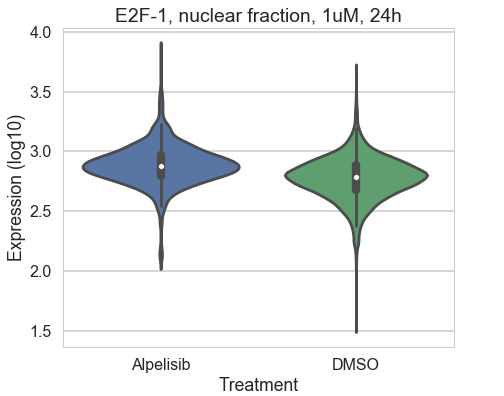 E2F-1, nuclear fraction, 1uM, 24h
4.0
3.5
3.0
2.5
2.0
1.5
Expression (log10)
Alpelisib DMSO
Treatment